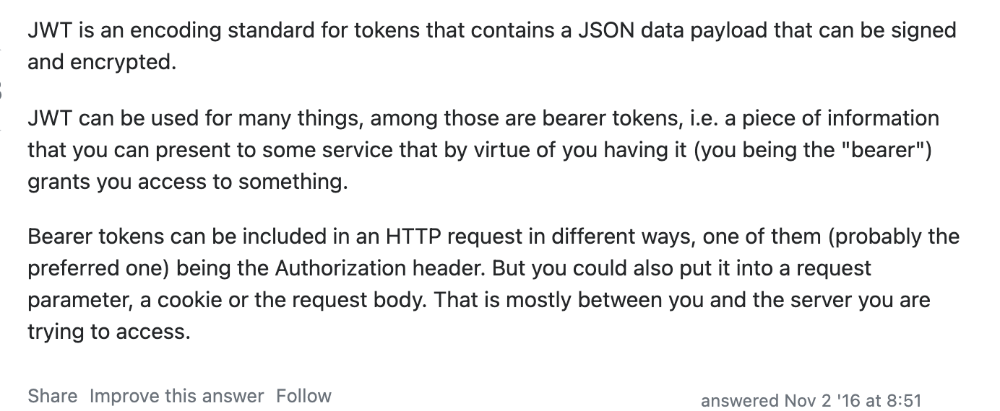 JWT is an encoding standard for tokens that contains a JSON data payload that can be signed
and encrypted.
JWT can be used for many things, among those are bearer tokens, i.e. a piece of information
that you can present to some service that by virtue of you having it (you being the "bearer")
grants you access to something.
Bearer tokens can be included in an HTTP request in different ways, one of them (probably the
preferred one) being the Authorization header. But you could also put it into a request
parameter, a cookie or the request body. That is mostly between you and the server you are
trying to access.
Share Improve this answer Follow
answered Nov 2 '16 at 8:51